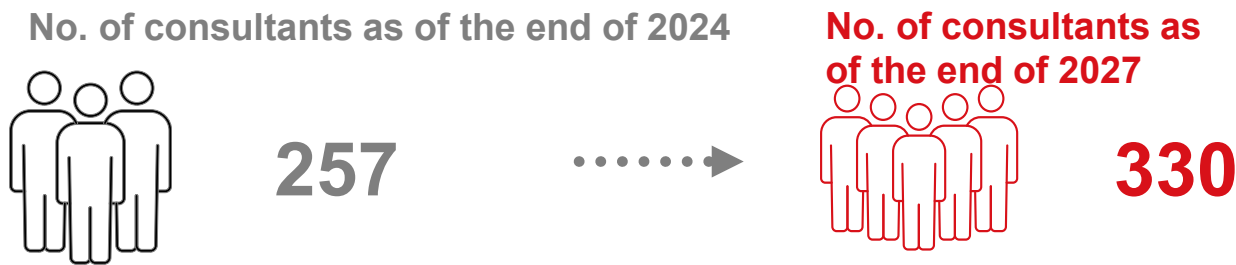 No. of consultants as of the end of 2024
257
No. of consultants as
of the end of 2027
330